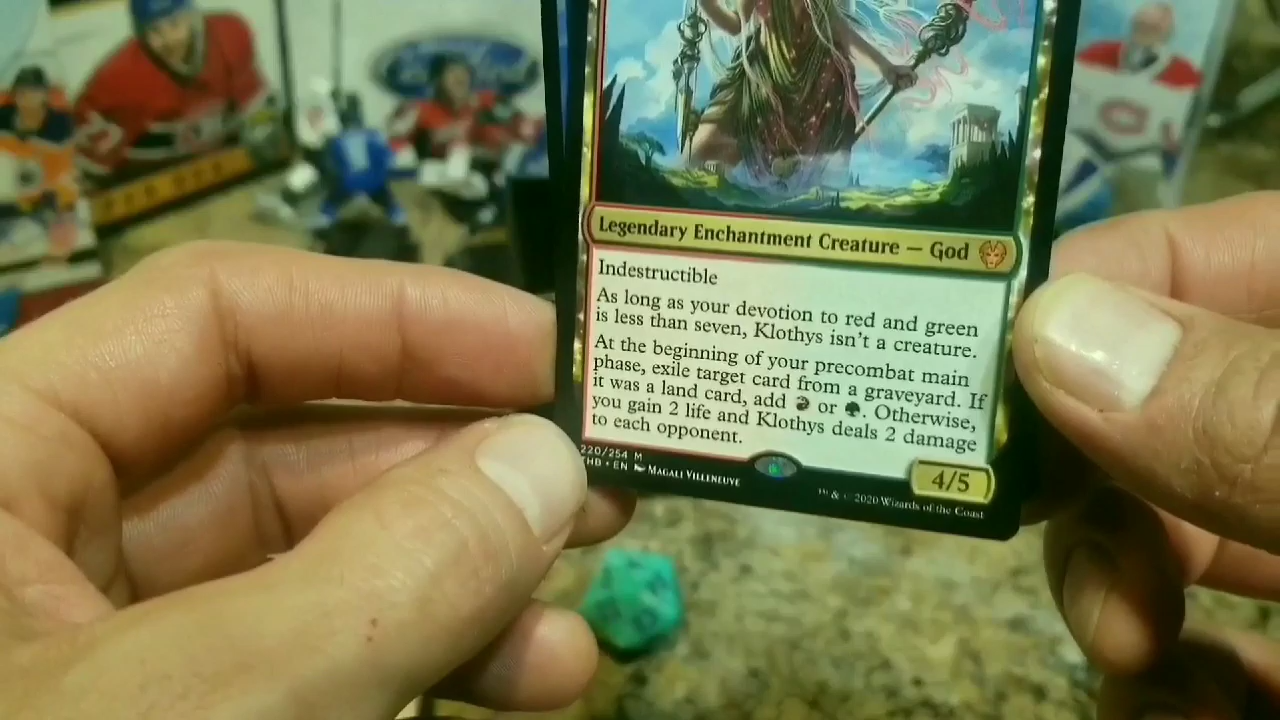 Legendary Enchantment Creature — God
Indestructible
As long as your devotion to red and green
is less than seven, Klothys isn't a creature.
At the beginning of your precombat main
phase, exile target card from a graveyard. If
it was a land card, add or . Otherwise,
you gain 2 life and Klothys deals 2 damage
to each opponent.
220/254 M
HB • EN MAGALI VILLENEUVE
4/5
™ & © 2020 Wizards of the Coast